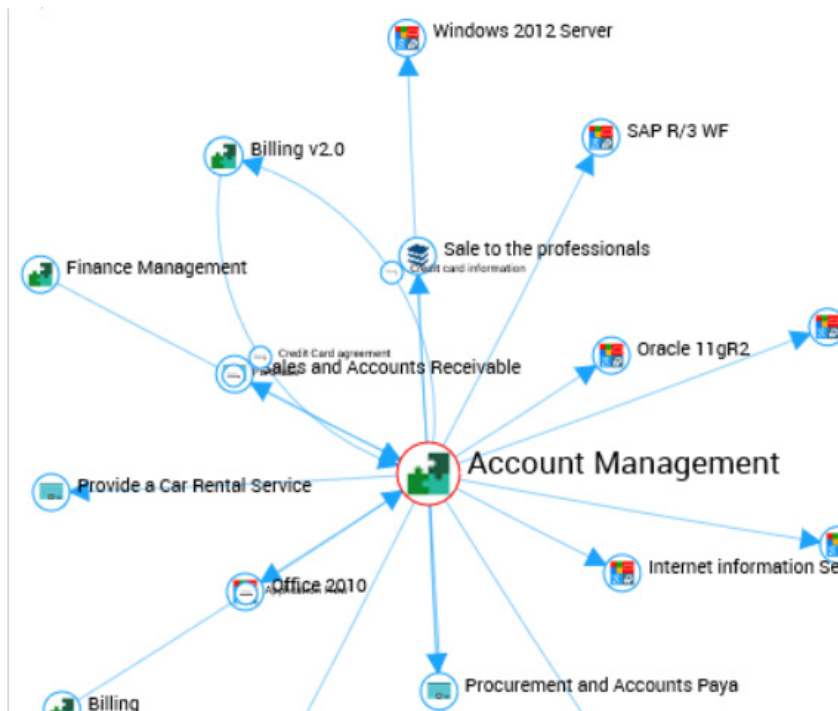 Windows 2012 Server
SAP R/3 WF
Billing v2.0
Sale to the professionals
Credit card information
Finance Management
Credit Card agreement
Oracle 11gR2
Sales and Accounts Receivable
Account Management
Provide a Car Rental Service
Internet information Se
Office 2010
Procurement and Accounts Paya
Billing